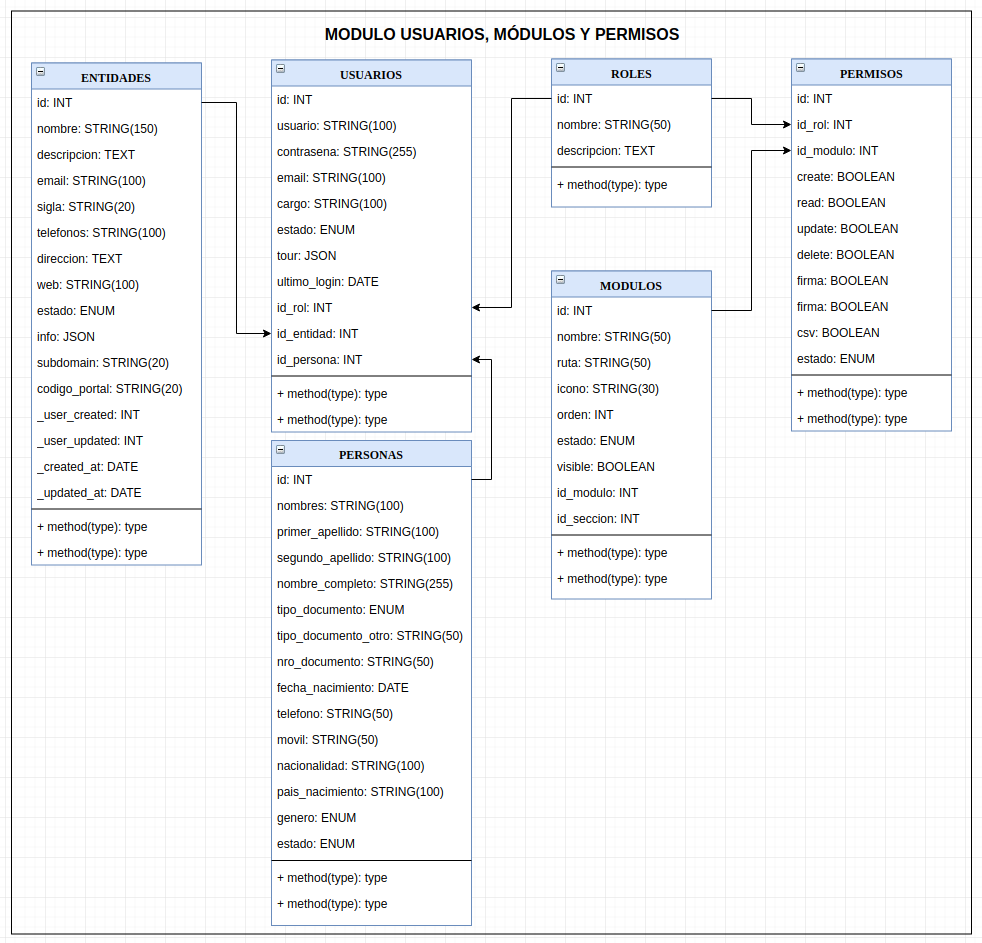 MODULO USUARIOS, MÓDULOS Y PERMISOS
ENTIDADES
id: INT
nombre: STRING(150)
descripcion: TEXT
email: STRING(100)
sigla: STRING(20)
telefonos: STRING(100)
direccion: TEXT
web: STRING(100)
estado: ENUM
info: JSON
subdomain: STRING(20)
codigo_portal: STRING(20)
_user_created: INT
_user_updated: INT
_created_at: DATE
_updated_at: DATE
+ method(type): type
+ method(type): type
USUARIOS
id: INT
usuario: STRING(100)
contrasena: STRING(255)
email: STRING(100)
cargo: STRING(100)
estado: ENUM
tour: JSON
ultimo_login: DATE
id_rol: INT
id_entidad: INT
id_persona: INT
+ method(type): type
+ method(type): type
PERSONAS
id: INT
nombres: STRING(100)
primer_apellido: STRING(100)
segundo_apellido: STRING(100)
nombre_completo: STRING(255)
tipo_documento: ENUM
tipo_documento_otro: STRING(50)
nro_documento: STRING(50)
fecha_nacimiento: DATE
telefono: STRING(50)
movil: STRING(50)
nacionalidad: STRING(100)
pais_nacimiento: STRING(100)
genero: ENUM
estado: ENUM
+ method(type): type
+ method(type): type
ROLES
id: INT
nombre: STRING(50)
descripcion: TEXT
+ method(type): type
MODULOS
id: INT
nombre: STRING(50)
ruta: STRING(50)
icono: STRING(30)
orden: INT
estado: ENUM
visible: BOOLEAN
id_modulo: INT
id_seccion: INT
+ method(type): type
+ method(type): type
PERMISOS
id: INT
id_rol: INT
id_modulo: INT
create: BOOLEAN
read: BOOLEAN
update: BOOLEAN
delete: BOOLEAN
firma: BOOLEAN
firma: BOOLEAN
csv: BOOLEAN
estado: ENUM
+ method(type): type
+ method(type): type